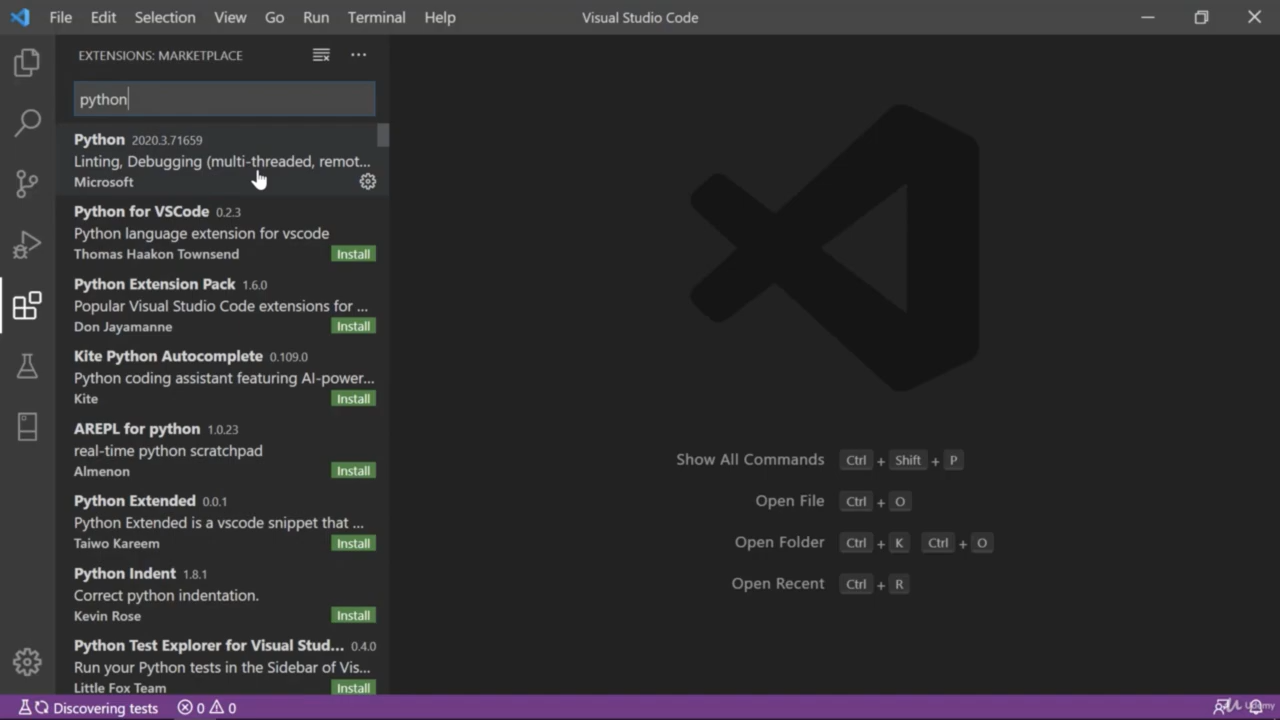 File Edit Selection View Go Run Terminal Help
Visual Studio Code
EXTENSIONS: MARKETPLACE
python
Python 2020.3.71659
Linting, Debugging (multi-threaded, remot...
Microsoft
Python for VSCode 0.2.3
Python language extension for vscode
Thomas Haakon Townsend Install
Python Extension Pack 1.6.0
Popular Visual Studio Code extensions for ...
Don Jayamanne Install
Kite Python Autocomplete 0.109.0
Python coding assistant featuring AI-power...
Kite Install
AREPL for python 1.0.23
real-time python scratchpad
Almenon Install
Python Extended 0.0.1
Python Extended is a vscode snippet that ...
Taiwo Kareem Install
Python Indent 1.8.1
Correct python indentation.
Kevin Rose Install
Python Test Explorer for Visual Stud... 0.4.0
Run your Python tests in the Sidebar of Vis...
Little Fox Team Install
Show All Commands Ctrl + Shift + P
Open File Ctrl + O
Open Folder Ctrl + K Ctrl + O
Open Recent Ctrl + R
Discovering tests 0 0
Udemy